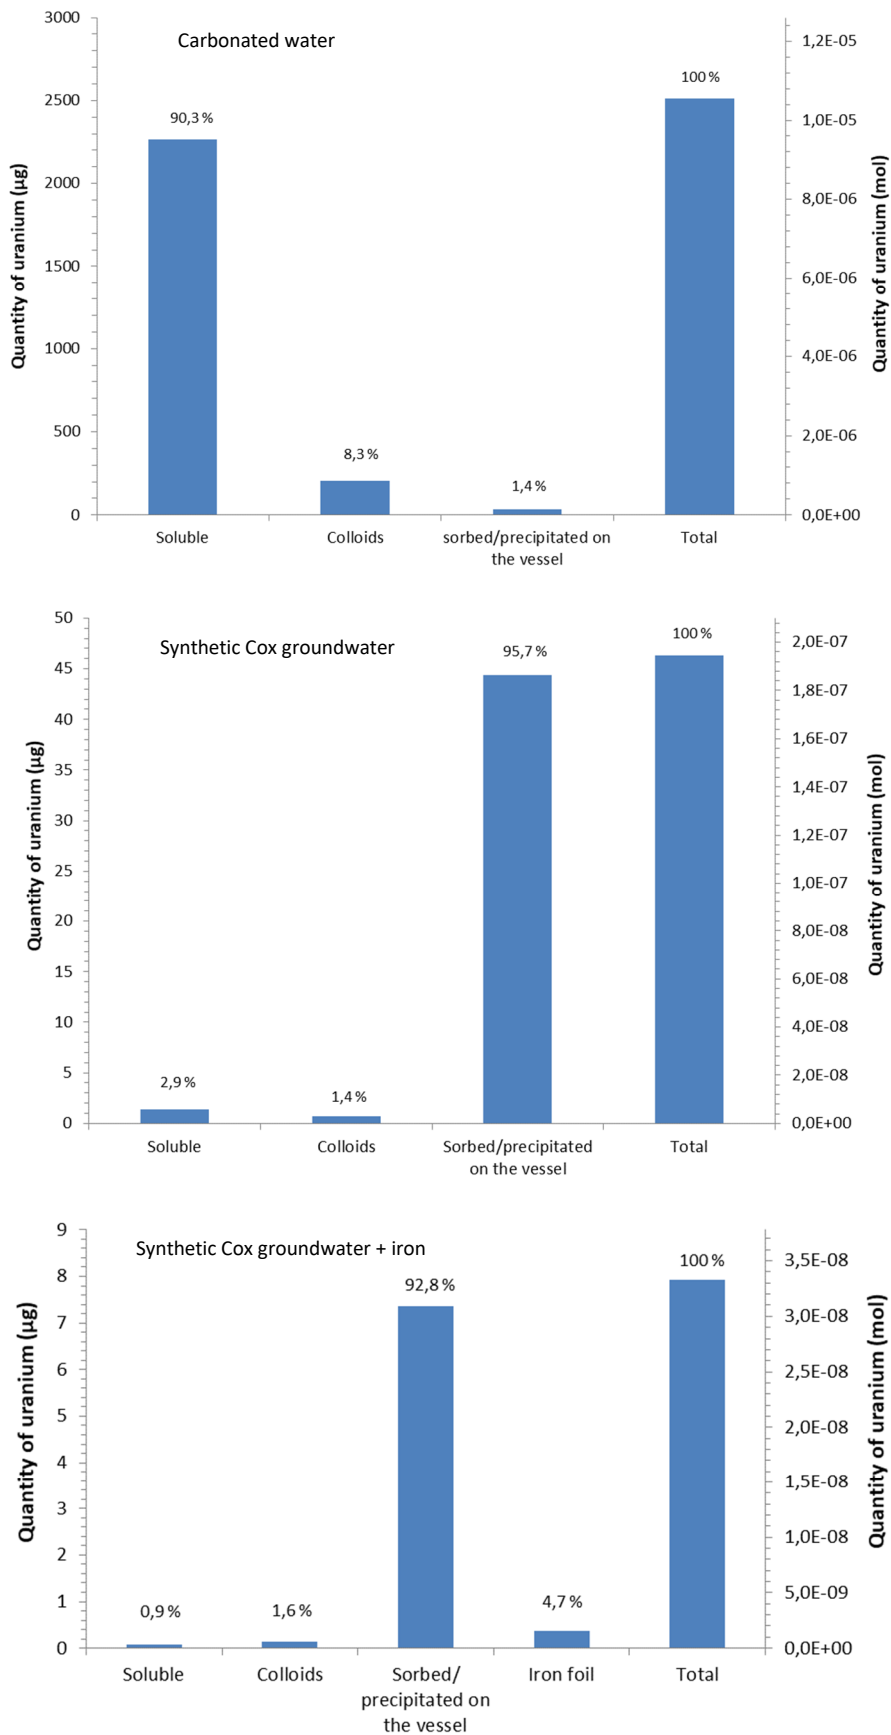 Carbonated water
Quantity of uranium (µg)
3000
2500
2000
1500
1000
500
0
90,3 %
8,3 %
1,4 %
100 %
1,2E-05
1,0E-05
8,0E-06
6,0E-06
4,0E-06
2,0E-06
0,0E+00
Quantity of uranium (mol)
Soluble
Colloids
sorbed/precipitated on
the vessel
Total
Synthetic Cox groundwater
Quantity of uranium (µg)
50
45
40
35
30
25
20
15
10
5
0
2,9 %
1,4 %
95,7 %
100 %
2,0E-07
1,8E-07
1,6E-07
1,4E-07
1,2E-07
1,0E-07
8,0E-08
6,0E-08
4,0E-08
2,0E-08
0,0E+00
Quantity of uranium (mol)
Soluble
Colloids
Sorbed/precipitated
on the vessel
Total
Synthetic Cox groundwater + iron
Quantity of uranium (µg)
9
8
7
6
5
4
3
2
1
0
0,9 %
1,6 %
92,8 %
4,7 %
100 %
3,5E-08
3,0E-08
2,5E-08
2,0E-08
1,5E-08
1,0E-08
5,0E-09
0,0E+00
Quantity of uranium (mol)
Soluble
Colloids
Sorbed/
precipitated on
the vessel
Iron foil
Total